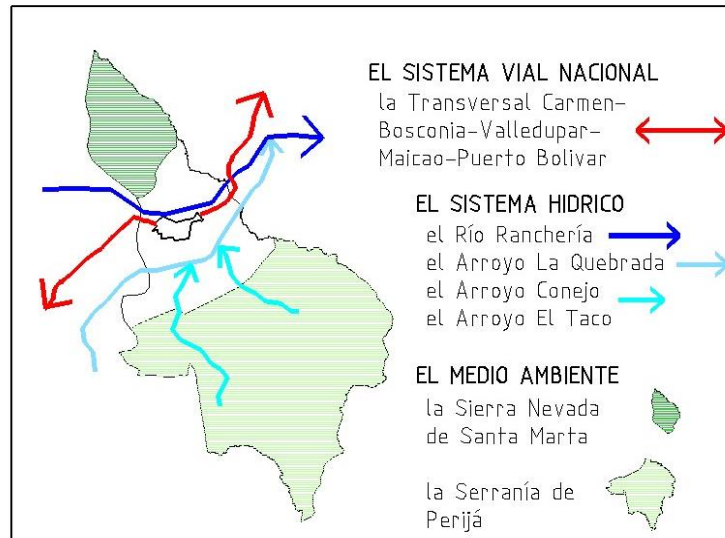 EL SISTEMA VIAL NACIONAL
la Transversal Carmen-
Bosconia-Valledupar-
Maicao-Puerto Bolivar
EL SISTEMA HIDRICO
el Río Ranchería
el Arroyo La Quebrada
el Arroyo Conejo
el Arroyo El Taco
EL MEDIO AMBIENTE
la Sierra Nevada
de Santa Marta
la Serranía de
Perijá